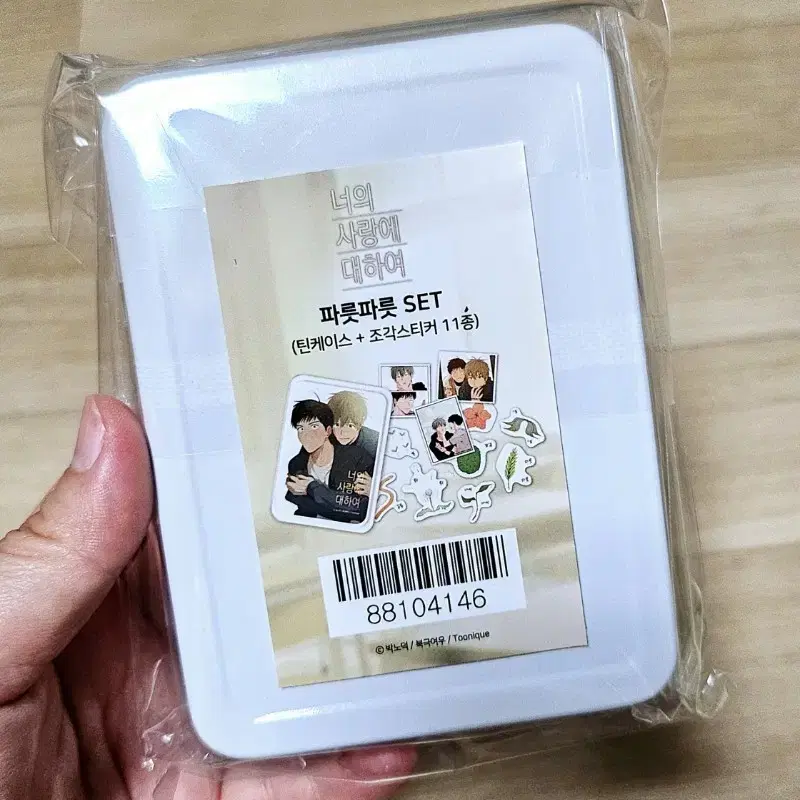 너의
사랑에
대하여
파릇파릇 SET
(틴케이스 + 조각스티커 11종)
너의
사랑에
대하여
88104146
© 박노덕 / 북극여우 / Toonique